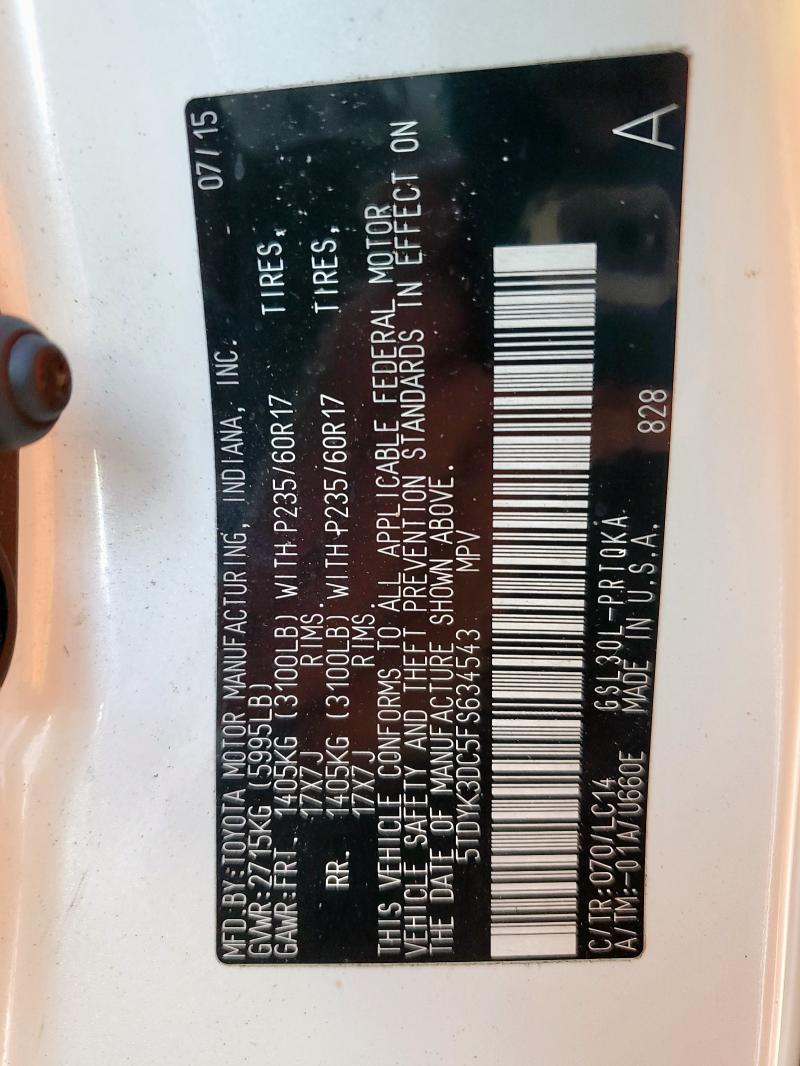 MFD.BY:TOYOTA MOTOR MANUFACTURING, INDIANA, INC. 07/15
GVWR:2715KG (5995LB)
GAWR:FRT. 1405KG (3100LB) WITH P235/60R17 TIRES,
17X7J RIMS.
RR. 1405KG (3100LB) WITH P235/60R17 TIRES,
17X7J RIMS.
THIS VEHICLE CONFORMS TO ALL APPLICABLE FEDERAL MOTOR
VEHICLE SAFETY AND THEFT PREVENTION STANDARDS IN EFFECT ON
THE DATE OF MANUFACTURE SHOWN ABOVE.
5TDYK3DC5FS634543 MPV
C/TR:070/LC14 GSL30L-PRTQKA
A/TM:-01A/U660E MADE IN U.S.A. 828 A